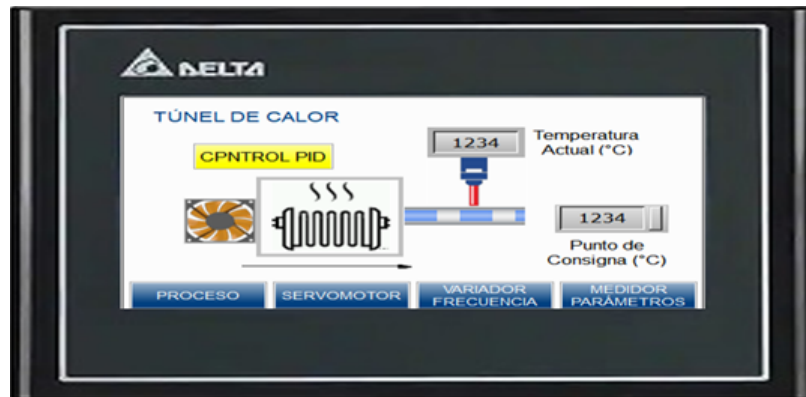 DELTA
TÚNEL DE CALOR
CPNTROL PID
1234
Temperatura
Actual (°C)
1234
Punto de
Consigna (°C)
PROCESO
SERVOMOTOR
VARIADOR
FRECUENCIA
MEDIDOR
PARÁMETROS